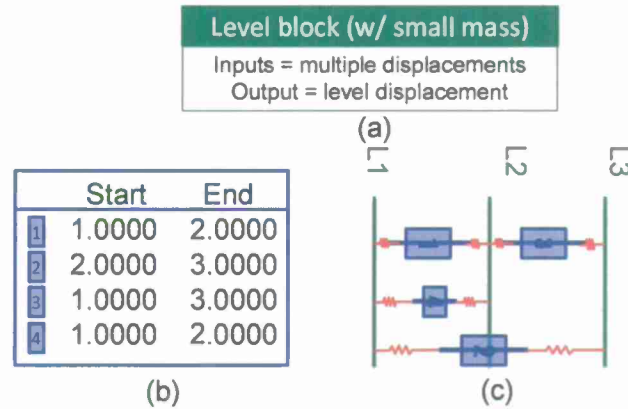 Level block (w/ small mass)
Inputs = multiple displacements
Output = level displacement
(a)
Start End
1 1.0000 2.0000
2 2.0000 3.0000
3 1.0000 3.0000
4 1.0000 2.0000
(b)
L1
L2
L3
(c)